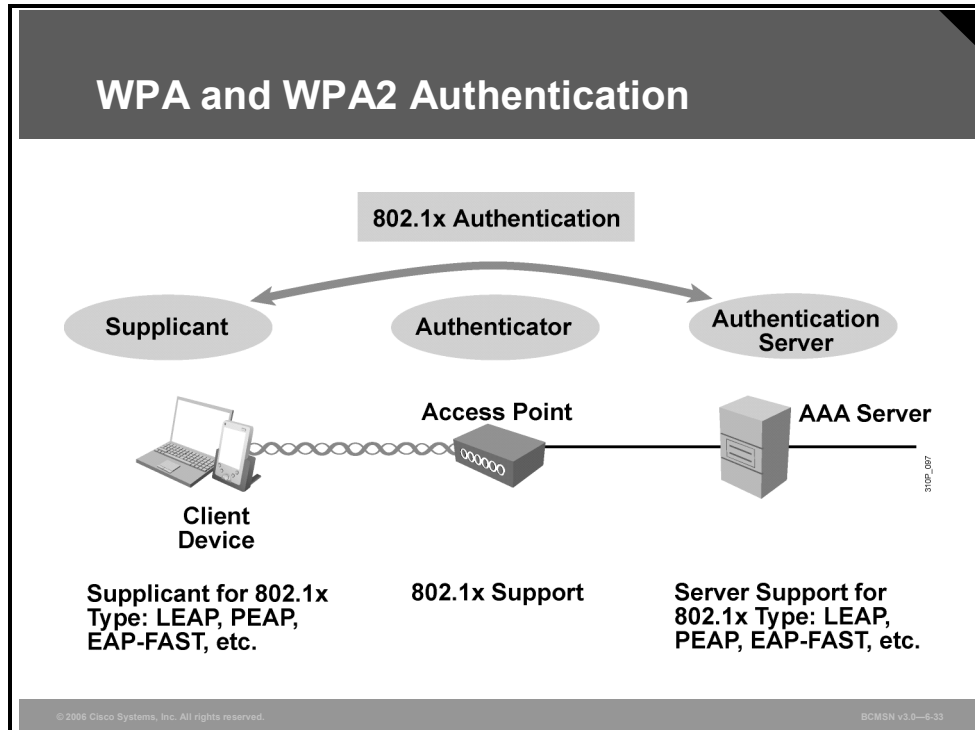 WPA and WPA2 Authentication
802.1x Authentication
Supplicant
Authenticator
Authentication
Server
Access Point
AAA Server
Client
Device
310P_097
Supplicant for 802.1x
Type: LEAP, PEAP,
EAP-FAST, etc.
802.1x Support
Server Support for
802.1x Type: LEAP,
PEAP, EAP-FAST, etc.
© 2006 Cisco Systems, Inc. All rights reserved.
BCMSN v3.0—6-33